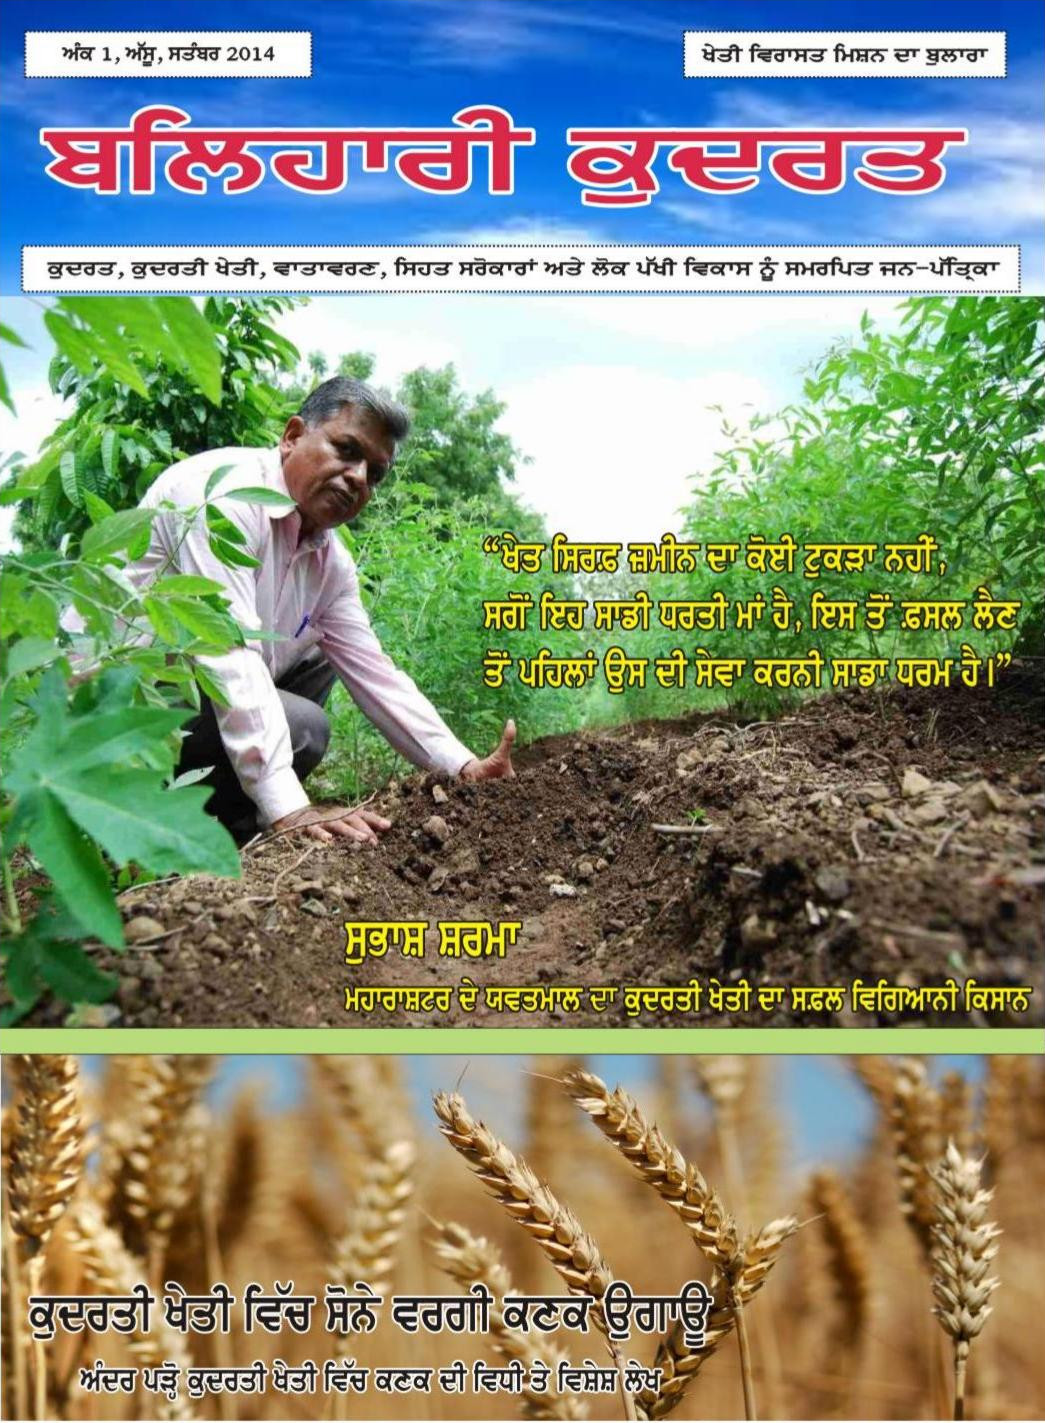 ਅੰਕ 1, ਅੱਸੂ, ਸਤੰਬਰ 2014
ਖੇਤੀ ਵਿਰਾਸਤ ਮਿਸ਼ਨ ਦਾ ਬੁਲਾਰਾ
ਬਲਿਹਾਰੀ ਕੁਦਰਤ
ਕੁਦਰਤ, ਕੁਦਰਤੀ ਖੇਤੀ, ਵਾਤਾਵਰਣ, ਸਿਹਤ ਸਰੋਕਾਰਾਂ ਅਤੇ ਲੋਕ ਪੱਖੀ ਵਿਕਾਸ ਨੂੰ ਸਮਰਪਿਤ ਜਨ-ਪੱਤ੍ਰਿਕਾ
“ਖੇਤ ਸਿਰਫ਼ ਜ਼ਮੀਨ ਦਾ ਕੋਈ ਟੁਕੜਾ ਨਹੀਂ,
ਸਗੋਂ ਇਹ ਸਾਡੀ ਧਰਤੀ ਮਾਂ ਹੈ, ਇਸ ਤੋਂ ਫ਼ਸਲ ਲੈਣ
ਤੋਂ ਪਹਿਲਾਂ ਉਸ ਦੀ ਸੇਵਾ ਕਰਨੀ ਸਾਡਾ ਧਰਮ ਹੈ।”
ਸੁਭਾਸ਼ ਸ਼ਰਮਾ
ਮਹਾਰਾਸ਼ਟਰ ਦੇ ਯਵਤਮਾਲ ਦਾ ਕੁਦਰਤੀ ਖੇਤੀ ਦਾ ਸਫ਼ਲ ਵਿਗਿਆਨੀ ਕਿਸਾਨ
ਕੁਦਰਤੀ ਖੇਤੀ ਵਿੱਚ ਸੋਨੇ ਵਰਗੀ ਕਣਕ ਉਗਾਊ
ਅੰਦਰ ਪੜ੍ਹੋ ਕੁਦਰਤੀ ਖੇਤੀ ਵਿੱਚ ਕਣਕ ਦੀ ਵਿਧੀ ਤੇ ਵਿਸ਼ੇਸ਼ ਲੇਖ